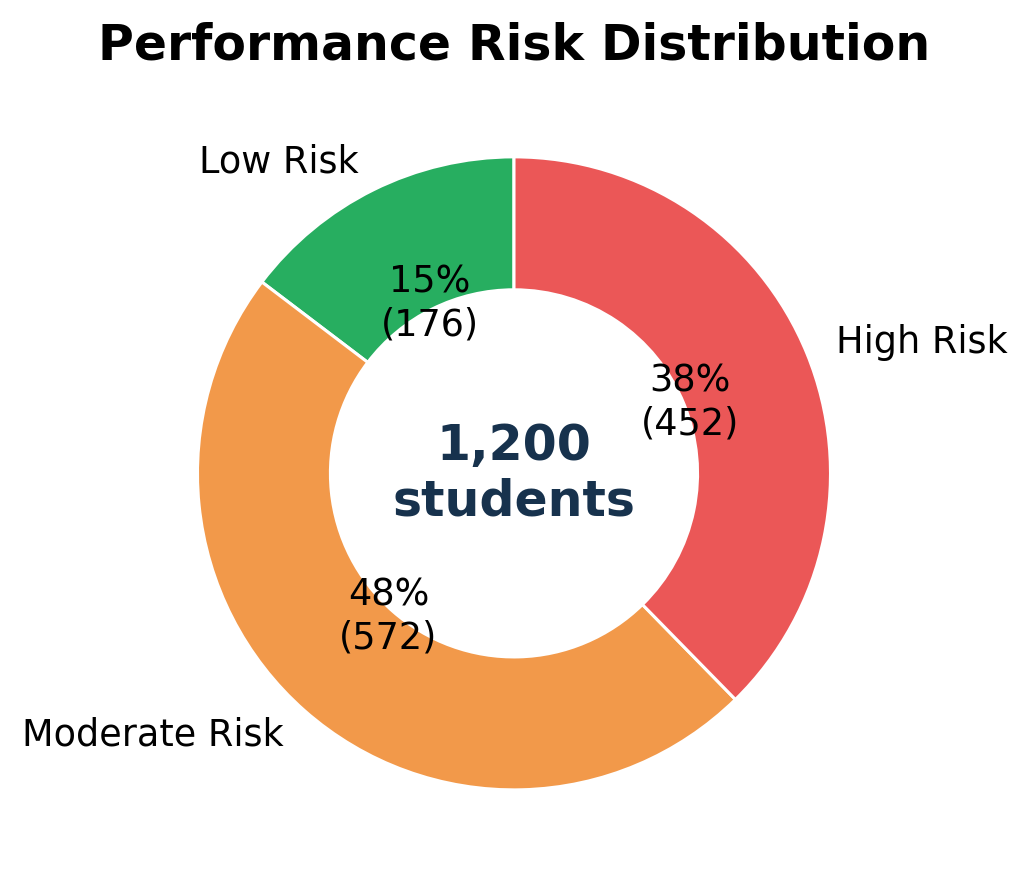 Performance Risk Distribution
Low Risk
15%
(176)
High Risk
38%
(452)
1,200
students
48%
(572)
Moderate Risk